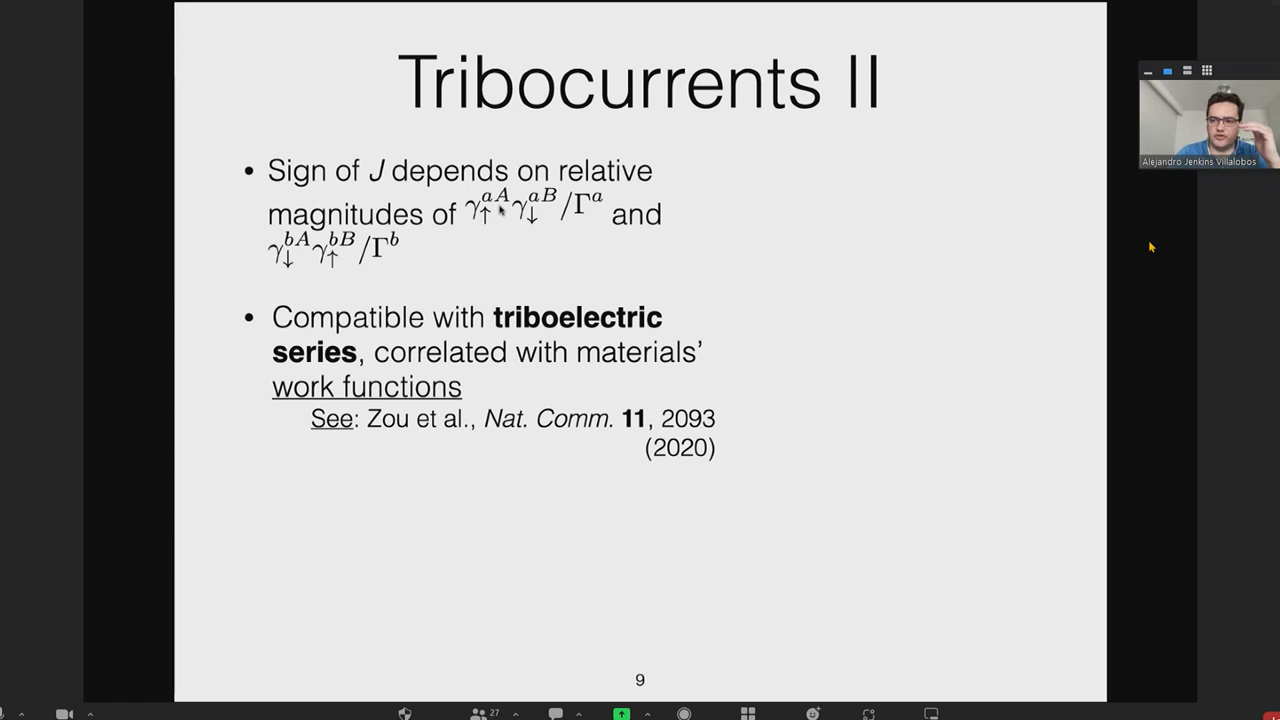 Tribocurrents II
• Sign of J depends on relative
magnitudes of γ↑^{aA} γ↓^{aB}/Γ^a and
γ↓^{bA} γ↑^{bB}/Γ^b
• Compatible with triboelectric
series, correlated with materials'
work functions
See: Zou et al., Nat. Comm. 11, 2093
(2020)
9
Alejandro Jenkins Villalobos
27